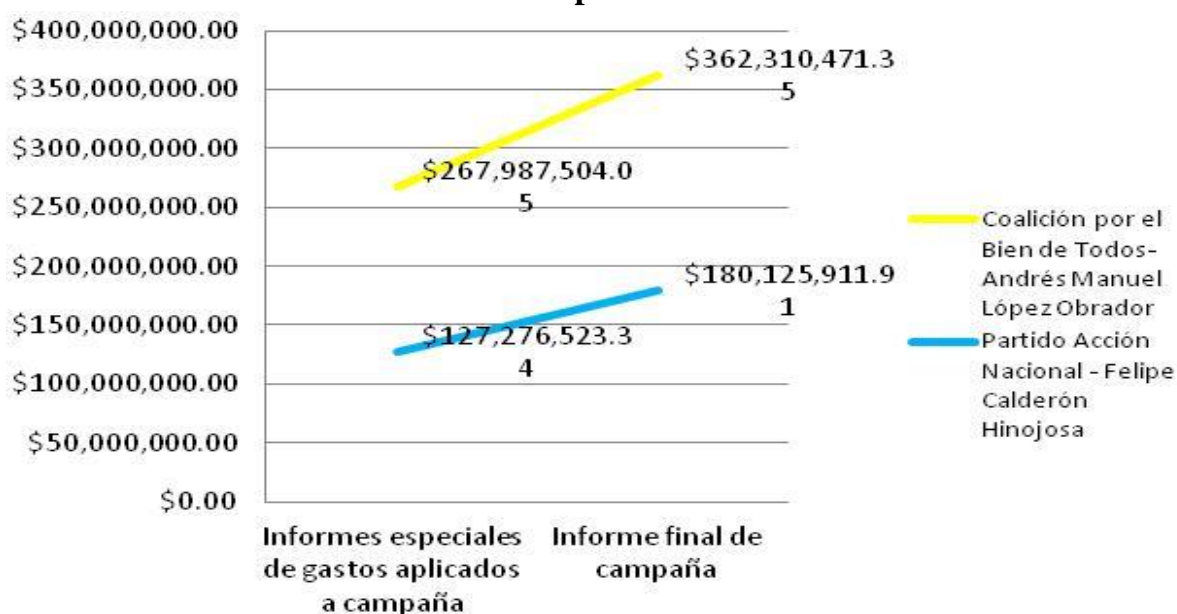 $400,000,000.00
$350,000,000.00
$300,000,000.00
$250,000,000.00
$200,000,000.00
$150,000,000.00
$100,000,000.00
$50,000,000.00
$0.00
$362,310,471.3
5
$267,987,504.0
5
$180,125,911.9
1
$127,276,523.3
4
Informes especiales
de gastos aplicados
a campaña
Informe final de
campaña
Coalición por el
Bien de Todos-
Andrés Manuel
López Obrador
Partido Acción
Nacional - Felipe
Calderón
Hinojosa